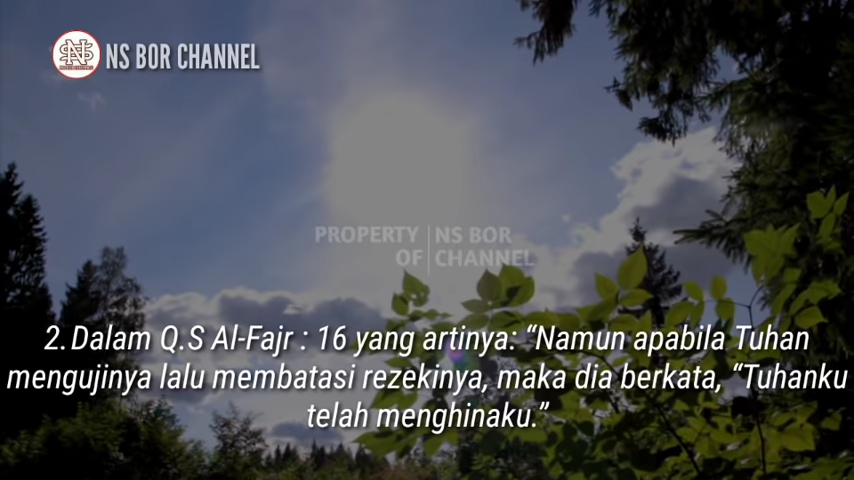 NS BOR CHANNEL
PROPERTY OF | NS BOR CHANNEL
2. Dalam Q.S Al-Fajr : 16 yang artinya: “Namun apabila Tuhan
mengujinya lalu membatasi rezekinya, maka dia berkata, “Tuhanku
telah menghinaku.”